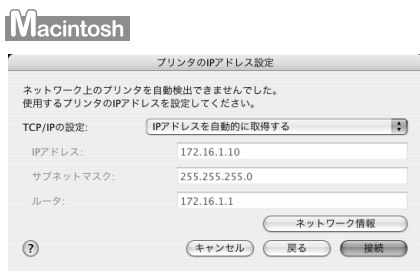 Macintosh
プリンタのIPアドレス設定
ネットワーク上のプリンタを自動検出できませんでした。
使用するプリンタのIPアドレスを設定してください。
TCP/IPの設定: IPアドレスを自動的に取得する
IPアドレス: 172.16.1.10
サブネットマスク: 255.255.255.0
ルータ: 172.16.1.1
ネットワーク情報
? キャンセル 戻る 接続